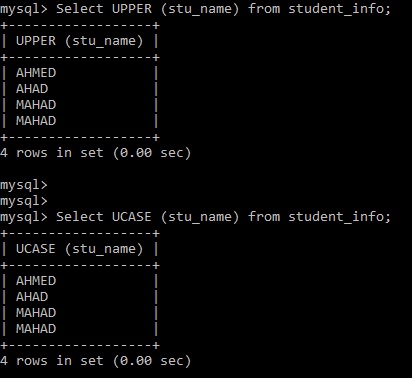 mysql> Select UPPER (stu_name) from student_info;
+------------------+
| UPPER (stu_name) |
+------------------+
| AHMED            |
| AHAD             |
| MAHAD            |
| MAHAD            |
+------------------+
4 rows in set (0.00 sec)

mysql>
mysql>
mysql> Select UCASE (stu_name) from student_info;
+------------------+
| UCASE (stu_name) |
+------------------+
| AHMED            |
| AHAD             |
| MAHAD            |
| MAHAD            |
+------------------+
4 rows in set (0.00 sec)